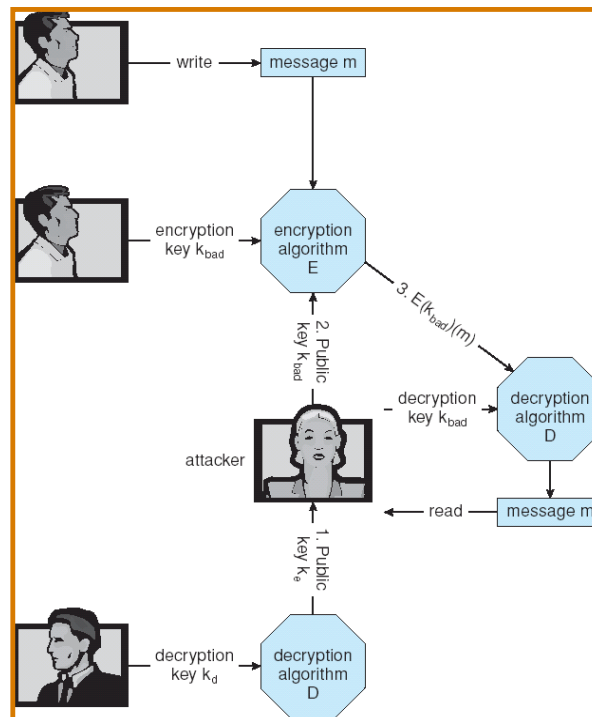 write
message m
encryption
key k_bad
encryption
algorithm
E
3. E(k_bad)(m)
2. Public
key k_bad
decryption
key k_bad
decryption
algorithm
D
attacker
read
message m
1. Public
key k_e
decryption
key k_d
decryption
algorithm
D